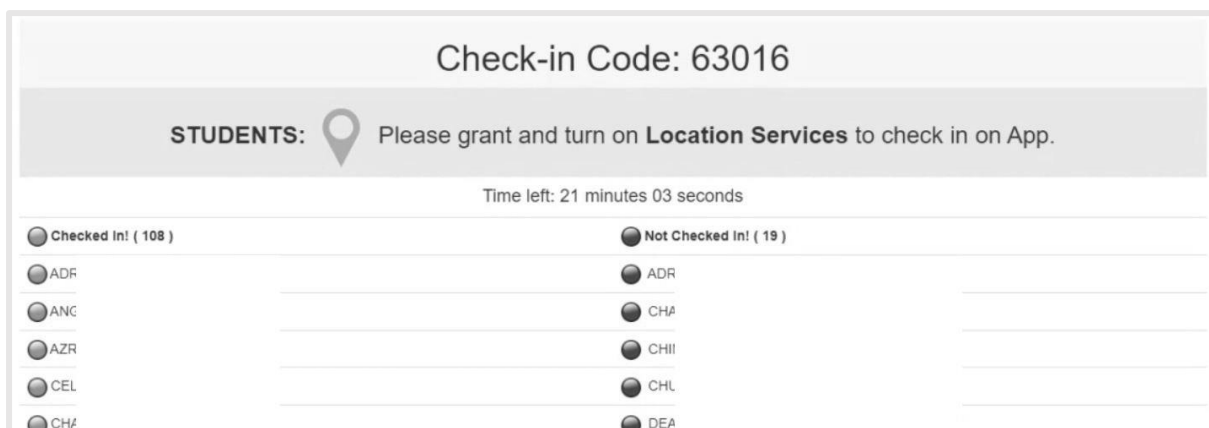 Check-in Code: 63016
STUDENTS: Please grant and turn on Location Services to check in on App.
Time left: 21 minutes 03 seconds
Checked In! ( 108 ) Not Checked In! ( 19 )
ADR ADR
ANG CHA
AZR CHI
CEL CHU
CHA DEA